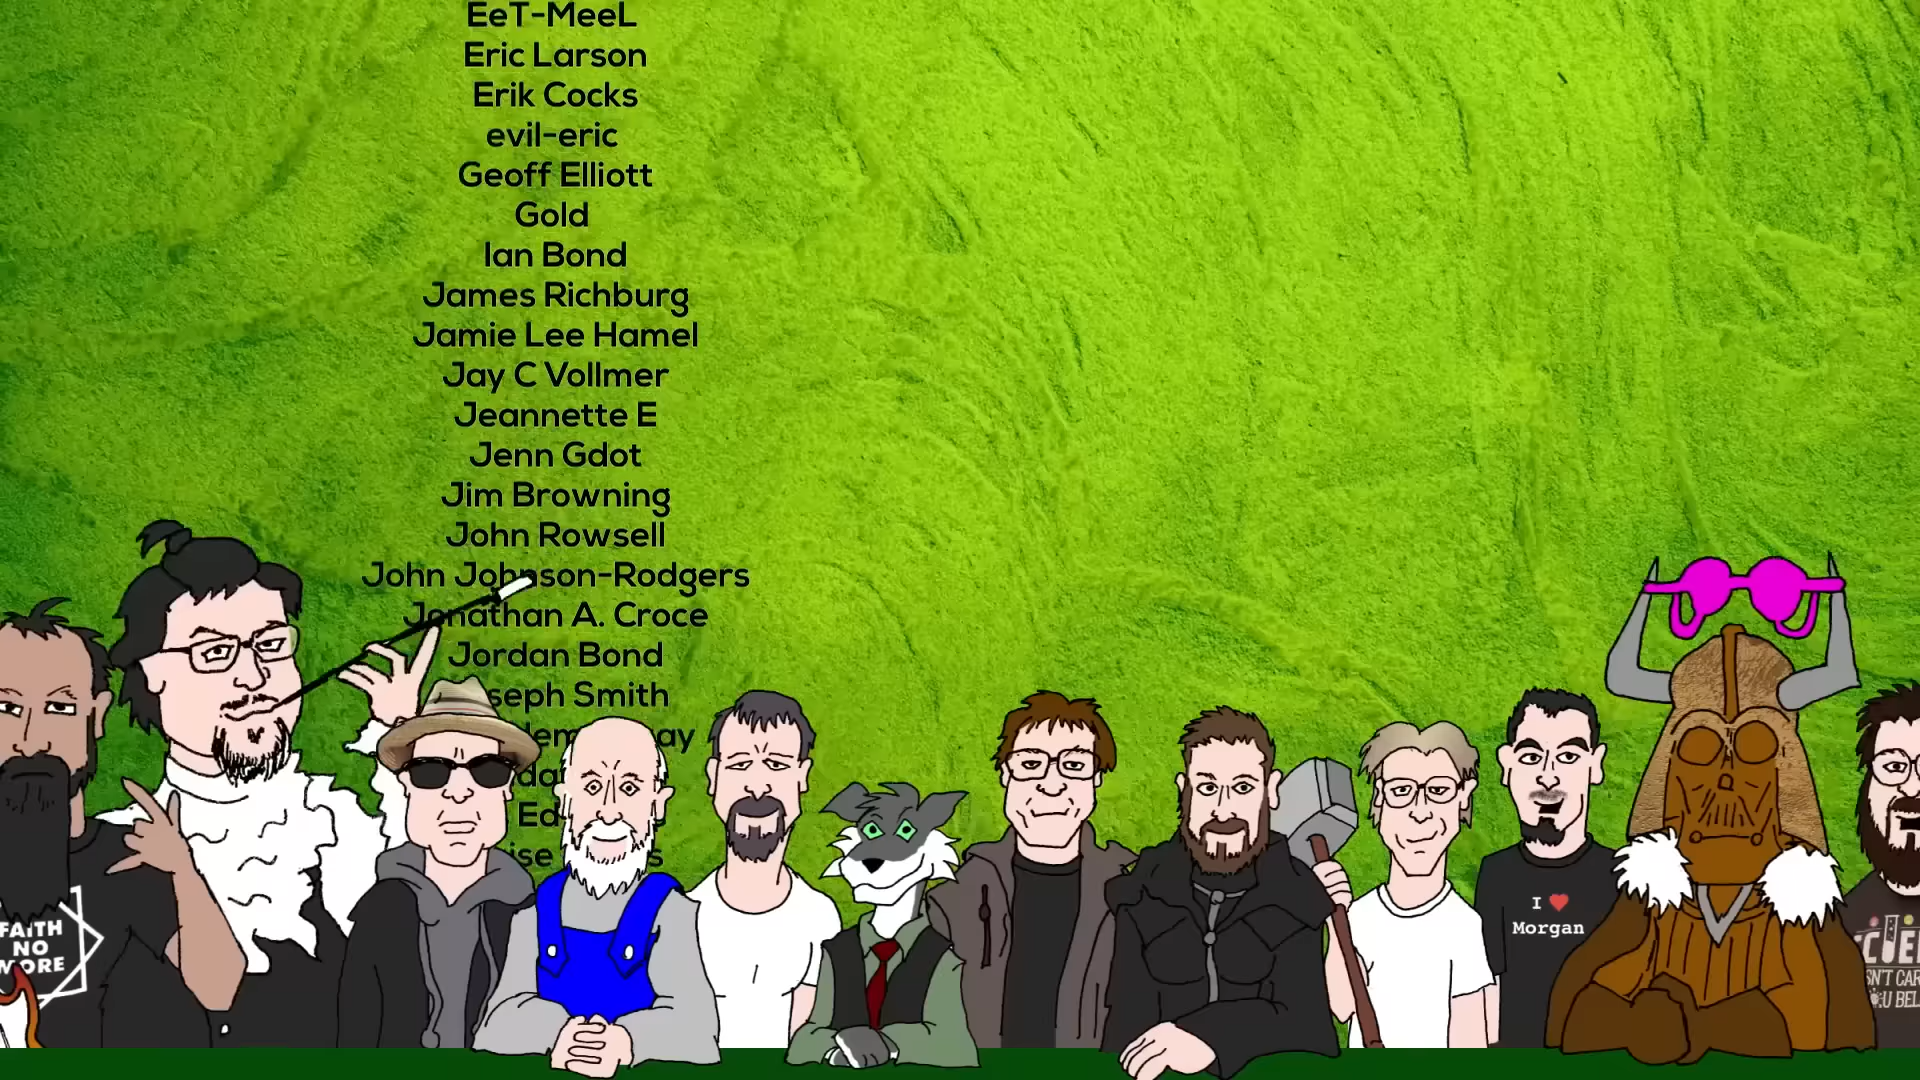 EeT-MeeL
Eric Larson
Erik Cocks
evil-eric
Geoff Elliott
Gold
Ian Bond
James Richburg
Jamie Lee Hamel
Jay C Vollmer
Jeannette E
Jenn Gdot
Jim Browning
John Rowsell
John Johnson-Rodgers
Jonathan A. Croce
Jordan Bond
Smith
FAITH
NO
MORE
I ❤
Morgan